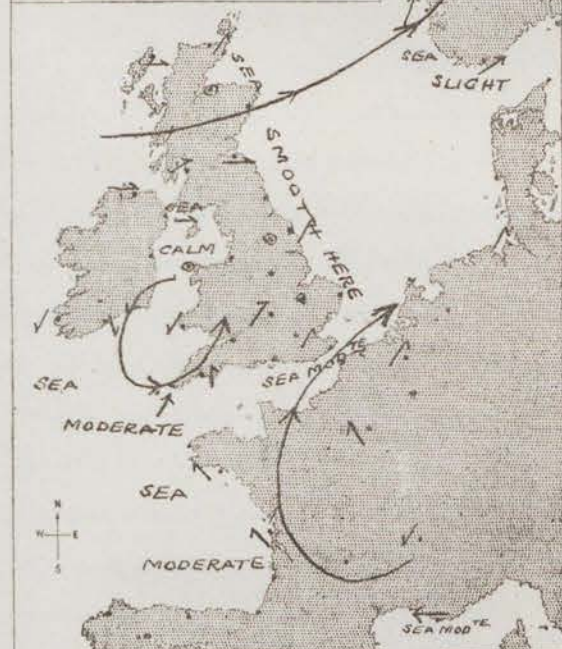 SEA
SLIGHT
SEA
SMOOTH HERE
SEA
CALM
SEA
MODERATE
SEA MODTE
SEA
MODERATE
N
W E
S
SEA MODTE